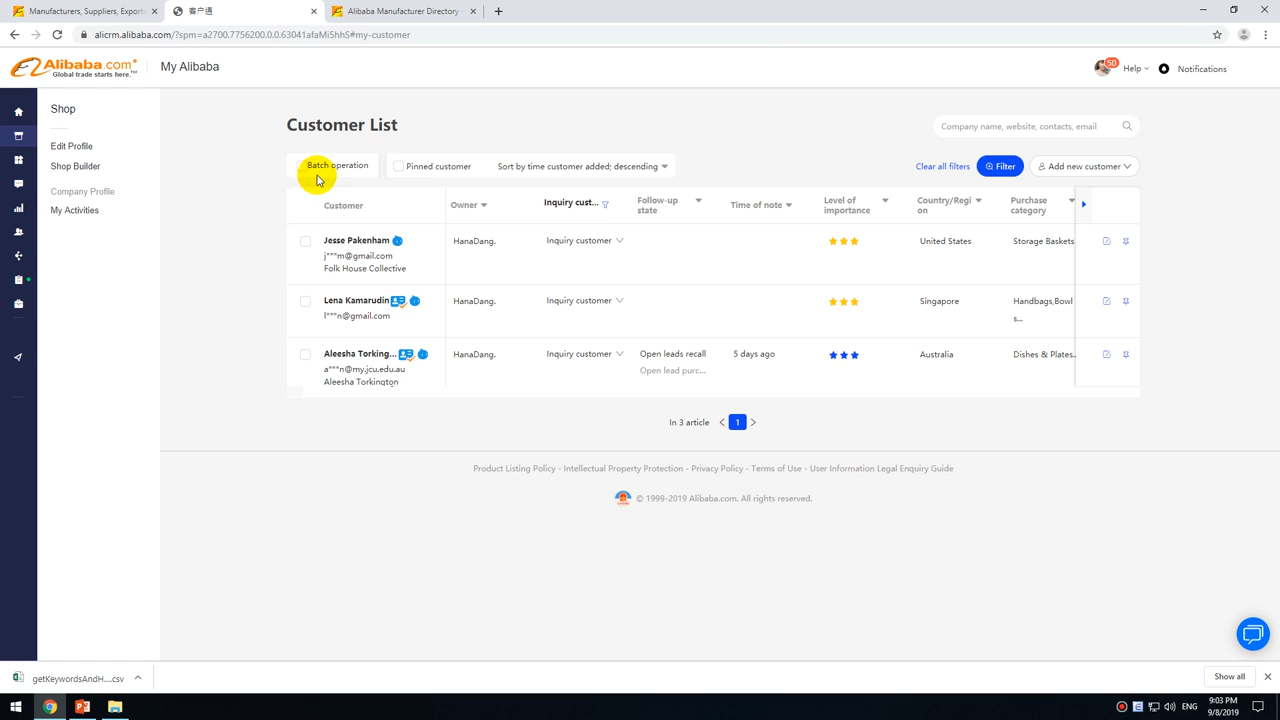 Manufacturers, Suppliers, Exporte
客户通
Alibaba Manufacturer Directory -
alicrm.alibaba.com/?spm=a2700.7756200.0.0.63041afaMi5hhS#my-customer
Alibaba.com
Global trade starts here.™
My Alibaba
50
Help
Notifications
Shop
Edit Profile
Shop Builder
Company Profile
My Activities
Customer List
Company name, website, contacts, email
Batch operation
Pinned customer
Sort by time customer added; descending
Clear all filters
Filter
Add new customer
Customer
Owner
Inquiry cust...
Follow-up
state
Time of note
Level of
importance
Country/Regi
on
Purchase
category
Jesse Pakenham
j***m@gmail.com
Folk House Collective
HanaDang.
Inquiry customer
United States
Storage Baskets
Lena Kamarudin
l***n@gmail.com
HanaDang.
Inquiry customer
Singapore
Handbags,Bowl
s...
Aleesha Torking...
a***n@my.jcu.edu.au
Aleesha Torkington
HanaDang.
Inquiry customer
Open leads recall
Open lead purc...
5 days ago
Australia
Dishes & Plates..
In 3 article
1
Product Listing Policy - Intellectual Property Protection - Privacy Policy - Terms of Use - User Information Legal Enquiry Guide
© 1999-2019 Alibaba.com. All rights reserved.
getKeywordsAndH....csv
Show all
ENG
9:03 PM
9/8/2019